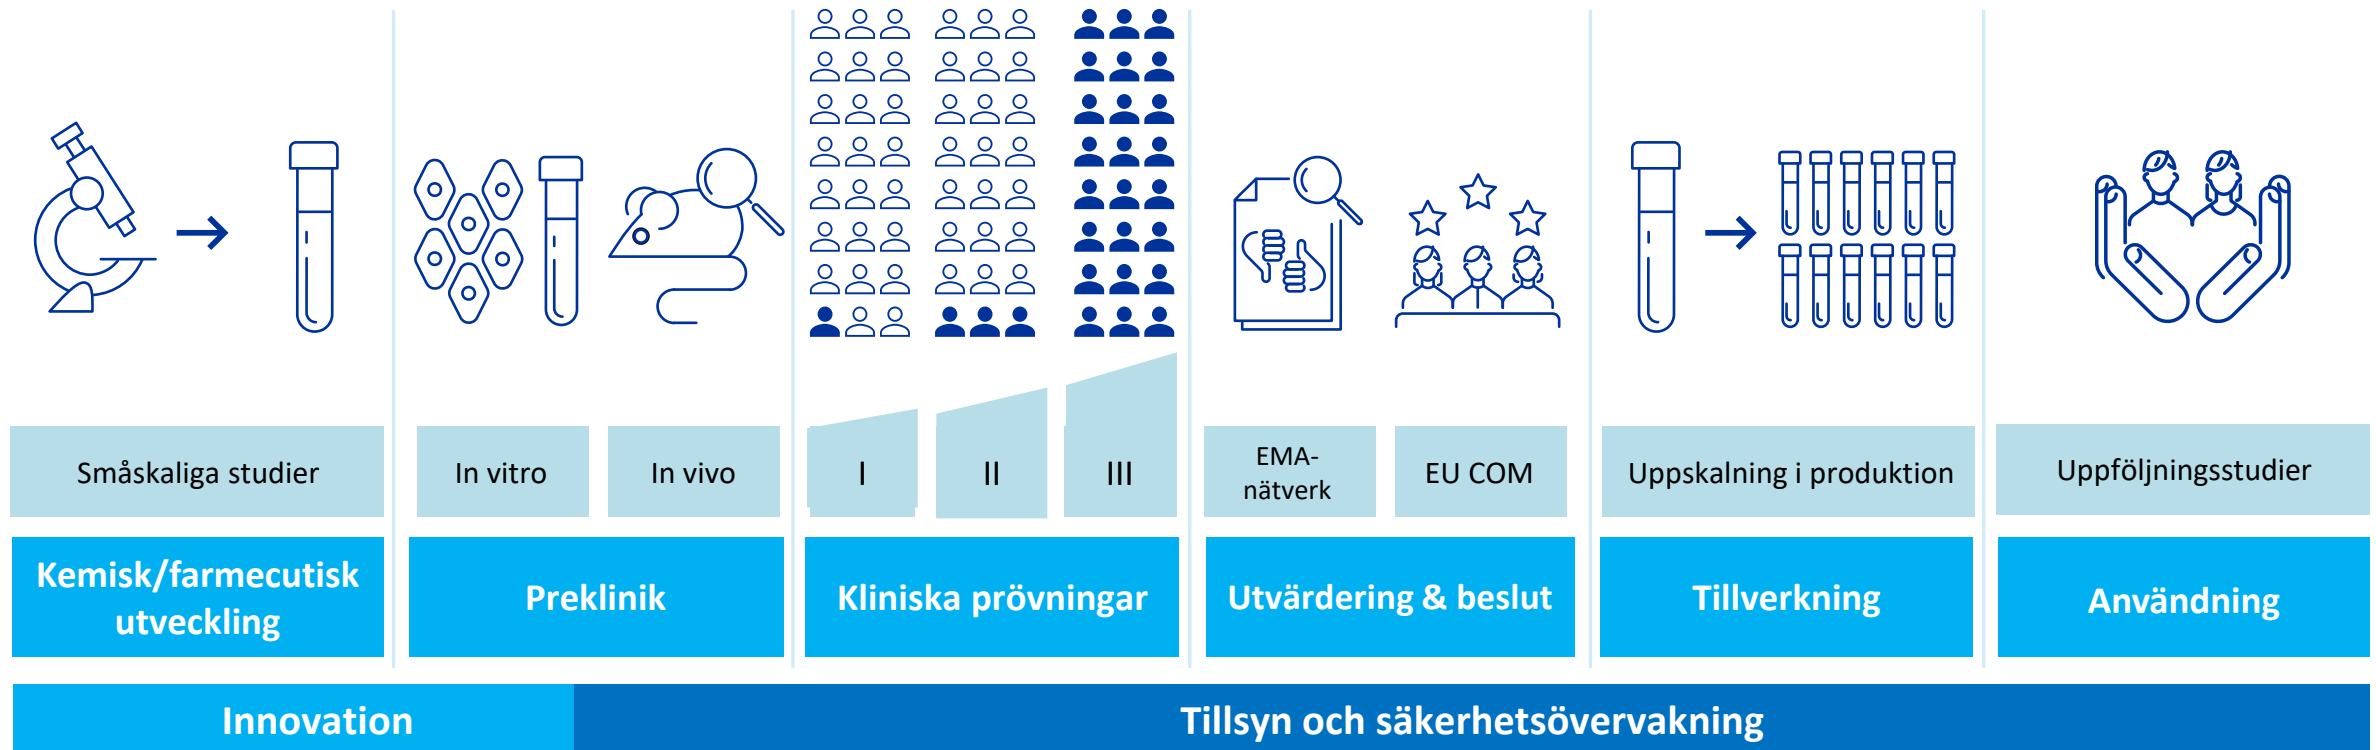 Småskaliga studier
In vitro
In vivo
I
II
III
EMA-
nätverk
EU COM
Uppskalning i produktion
Uppföljningsstudier
Kemisk/farmecutisk
utveckling
Preklinik
Kliniska prövningar
Utvärdering & beslut
Tillverkning
Användning
Innovation
Tillsyn och säkerhetsövervakning